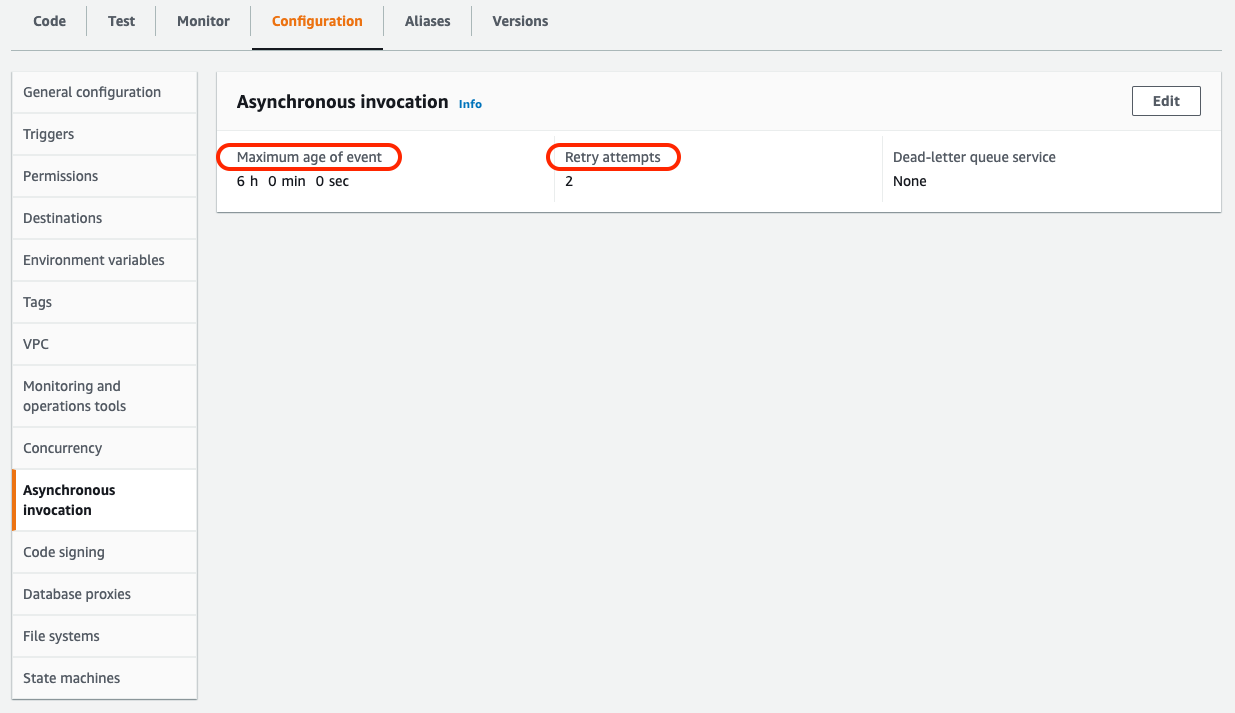 Code
Test
Monitor
Configuration
Aliases
Versions
General configuration
Triggers
Permissions
Destinations
Environment variables
Tags
VPC
Monitoring and
operations tools
Concurrency
Asynchronous
invocation
Code signing
Database proxies
File systems
State machines
Asynchronous invocation Info
Edit
Maximum age of event
6 h 0 min 0 sec
Retry attempts
2
Dead-letter queue service
None